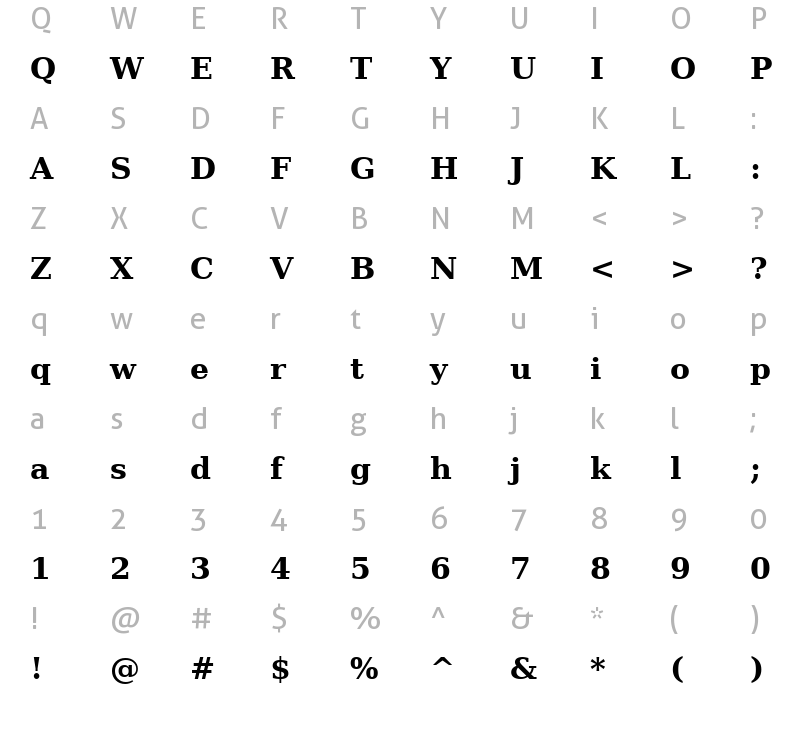 Q W E R T Y U I O P
Q W E R T Y U I O P
A S D F G H J K L :
A S D F G H J K L :
Z X C V B N M < > ?
Z X C V B N M < > ?
q w e r t y u i o p
q w e r t y u i o p
a s d f g h j k l ;
a s d f g h j k l ;
1 2 3 4 5 6 7 8 9 0
1 2 3 4 5 6 7 8 9 0
! @ # $ % ^ & * ( )
! @ # $ % ^ & * ( )